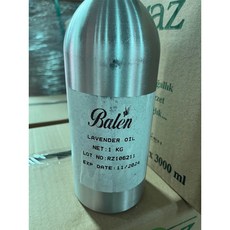 Balen
LAVENDER OIL
NET:1 KG
LOT NO:RZ106211
EXP DATE:11/2024
x 3000 ml